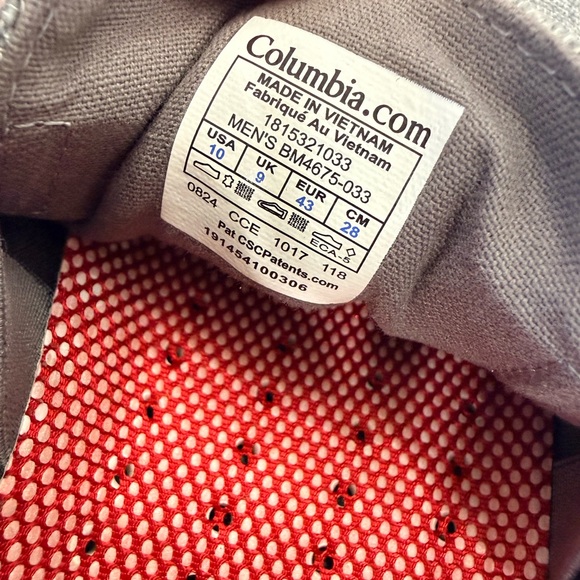 Columbia.com
MADE IN VIETNAM
Fabriqué Au Vietnam
1815321033
MEN'S BM4675-033
USA UK EUR CM
10 9 43 28
ECA-5
0824 CCE 1017 118
Pat CSCPatents.com
191454100306